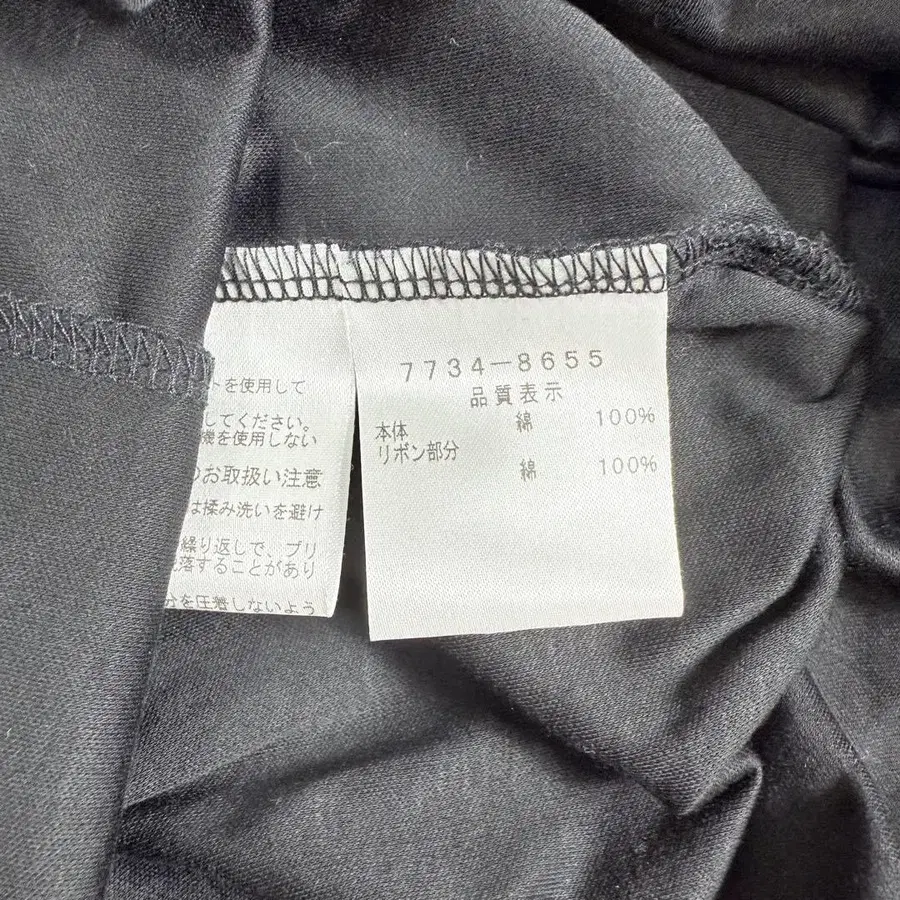 トを使用して
してください。
機を使用しない
のお取扱い注意
は揉み洗いを避け
繰り返しで、プリ
脱落することがあり
分を圧着しないよう
7734-8655
品質表示
本体 綿 100%
リボン部分
綿 100%